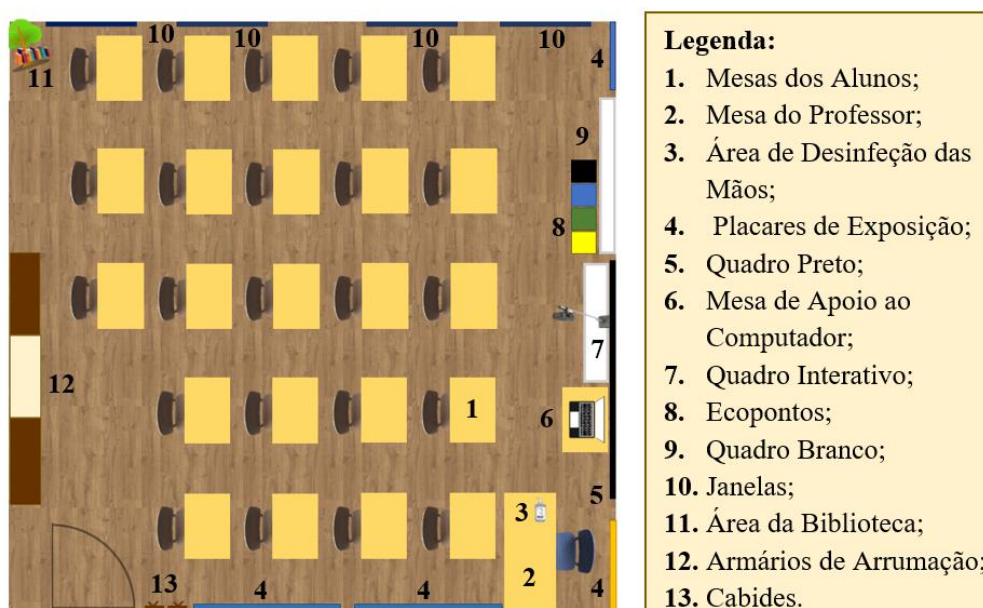 10
10
10
10
11
4
9
8
7
12
1
6
5
3
2
13
4
4
4
Legenda:
1. Mesas dos Alunos;
2. Mesa do Professor;
3. Área de Desinfeção das
Mãos;
4. Placares de Exposição;
5. Quadro Preto;
6. Mesa de Apoio ao
Computador;
7. Quadro Interativo;
8. Ecopontos;
9. Quadro Branco;
10. Janelas;
11. Área da Biblioteca;
12. Armários de Arrumação;
13. Cabides.